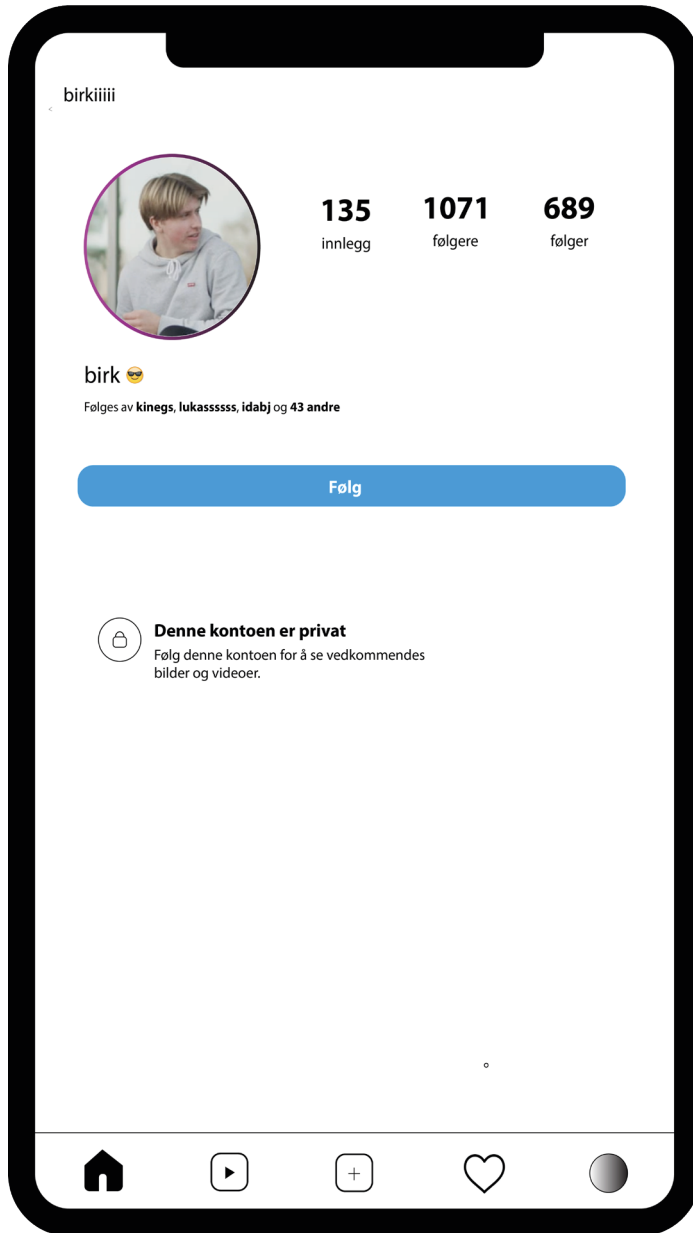 birkiiiii
135 1071 689
innlegg følgere følger
birk 😎
Følges av kinegs, lukassssss, idabj og 43 andre
Følg
Denne kontoen er privat
Følg denne kontoen for å se vedkommendes
bilder og videoer.